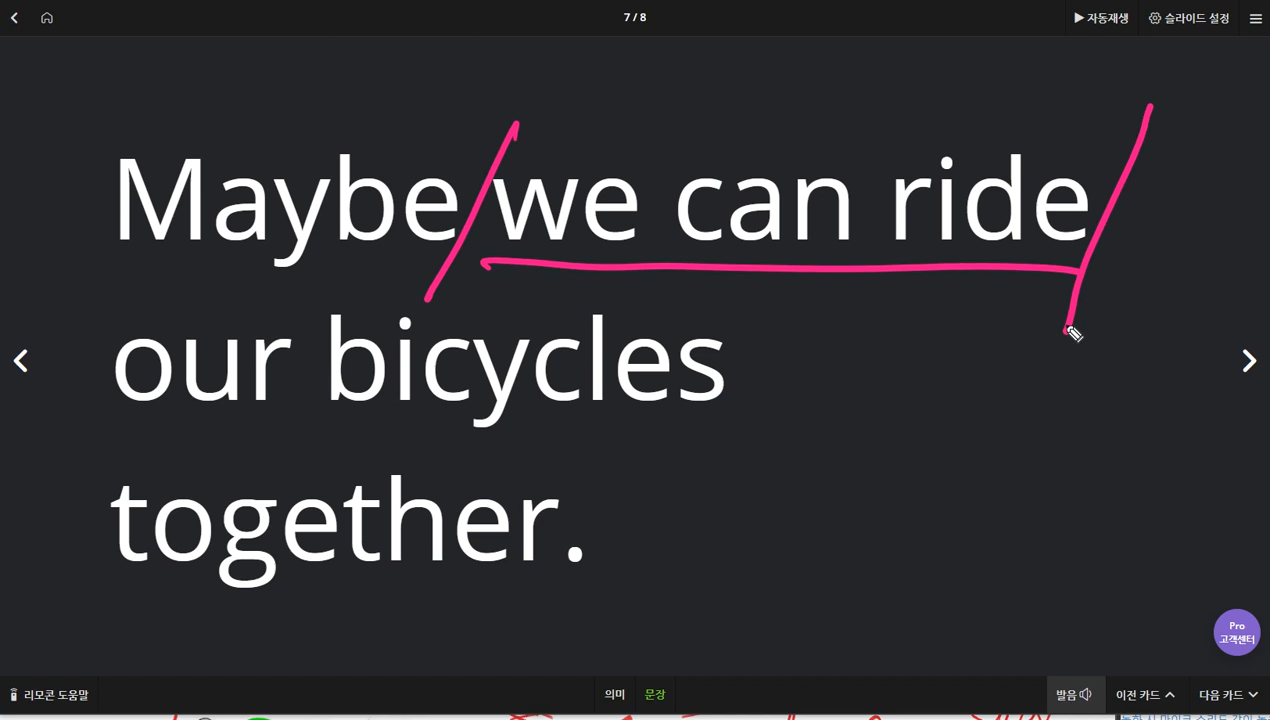 7 / 8
자동재생
슬라이드 설정
Maybe we can ride
our bicycles
together.
Pro
고객센터
리모콘 도움말
의미
문장
발음
이전 카드
다음 카드